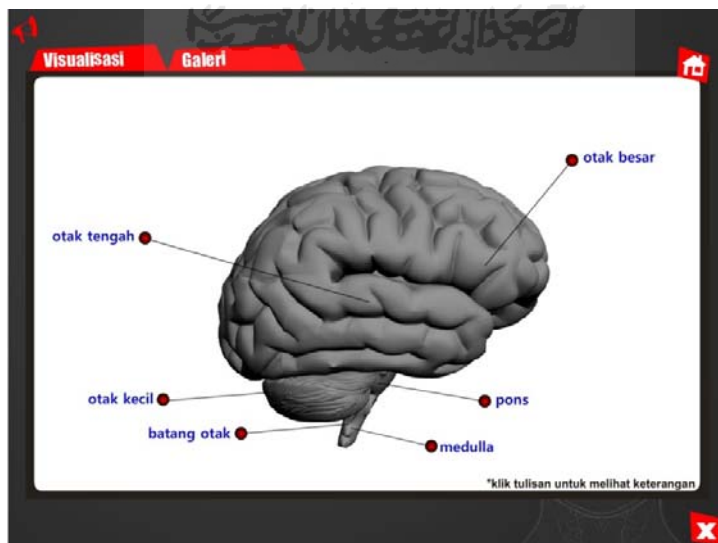 Visualisasi
Galeri
otak besar
otak tengah
otak kecil
pons
batang otak
medulla
*klik tulisan untuk melihat keterangan
X